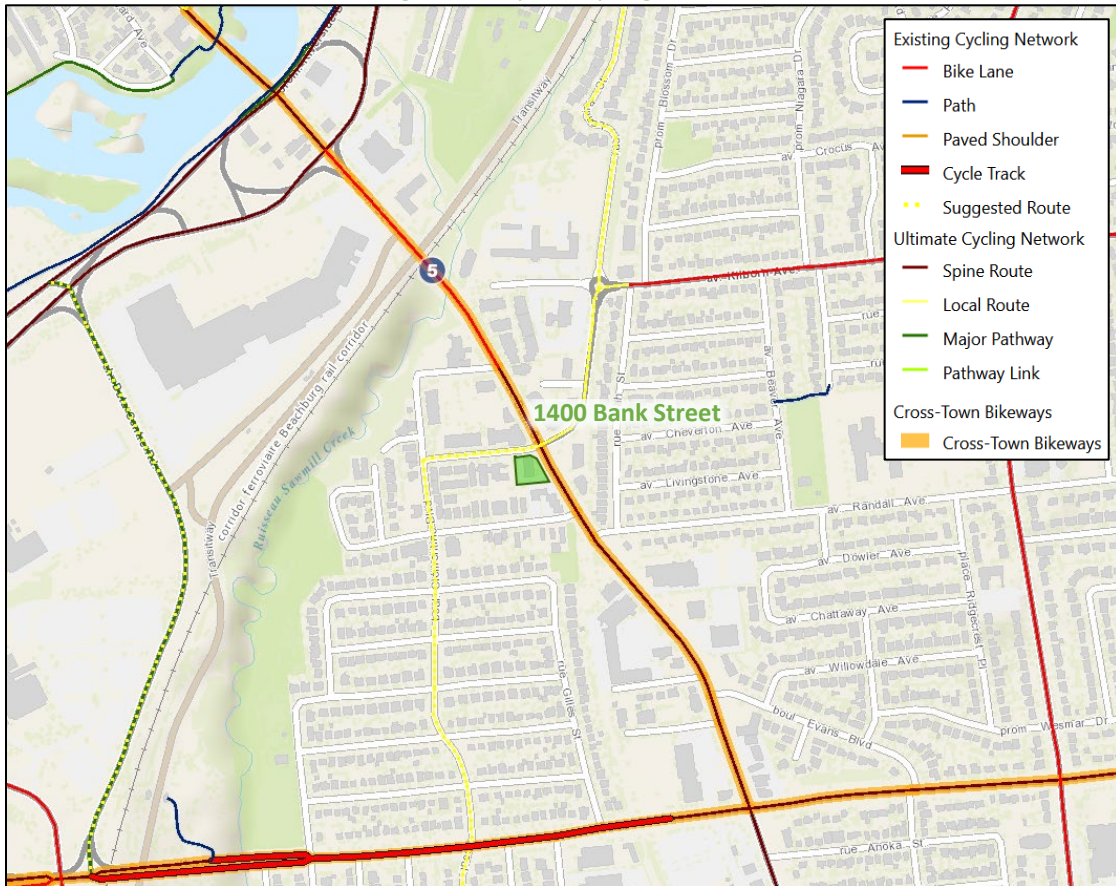 Existing Cycling Network
Bike Lane
Path
Paved Shoulder
Cycle Track
Suggested Route
Ultimate Cycling Network
Spine Route
Local Route
Major Pathway
Pathway Link
Cross-Town Bikeways
Cross-Town Bikeways
Transitway
prom Blossom Dr
prom Niagara Dr
av Crocus Ave
5
av Kilborn Ave
corridor ferroviaire Beachburg rail corridor
Ruisseau Sawmill Creek
1400 Bank Street
av Beaver Ave
av Cheverton Ave
av Livingstone Ave
av Randall Ave
Transitway
av Dowler Ave
place Ridgecrest Pl
av Chattaway Ave
av Willowdale Ave
boul Evans Blvd
prom Wesmar Dr
rue Gilles St
rue Anoka St